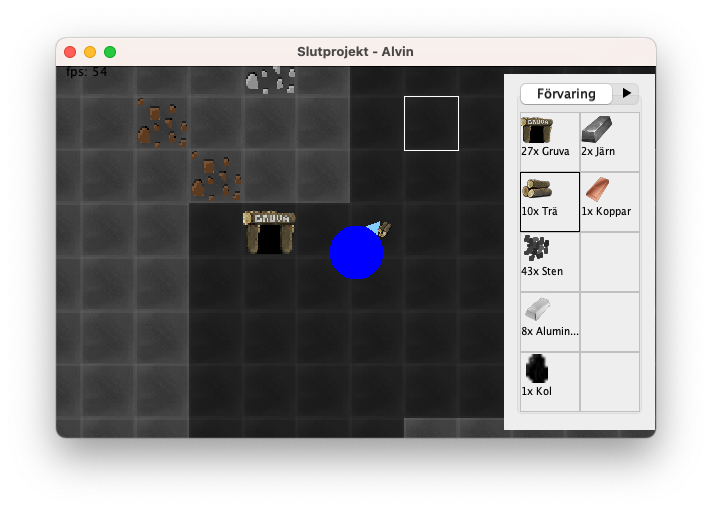 Slutprojekt - Alvin
fps: 54
Förvaring
GRUVA
27x Gruva
2x Järn
10x Trä
1x Koppar
43x Sten
8x Alumin...
1x Kol
GRUVA